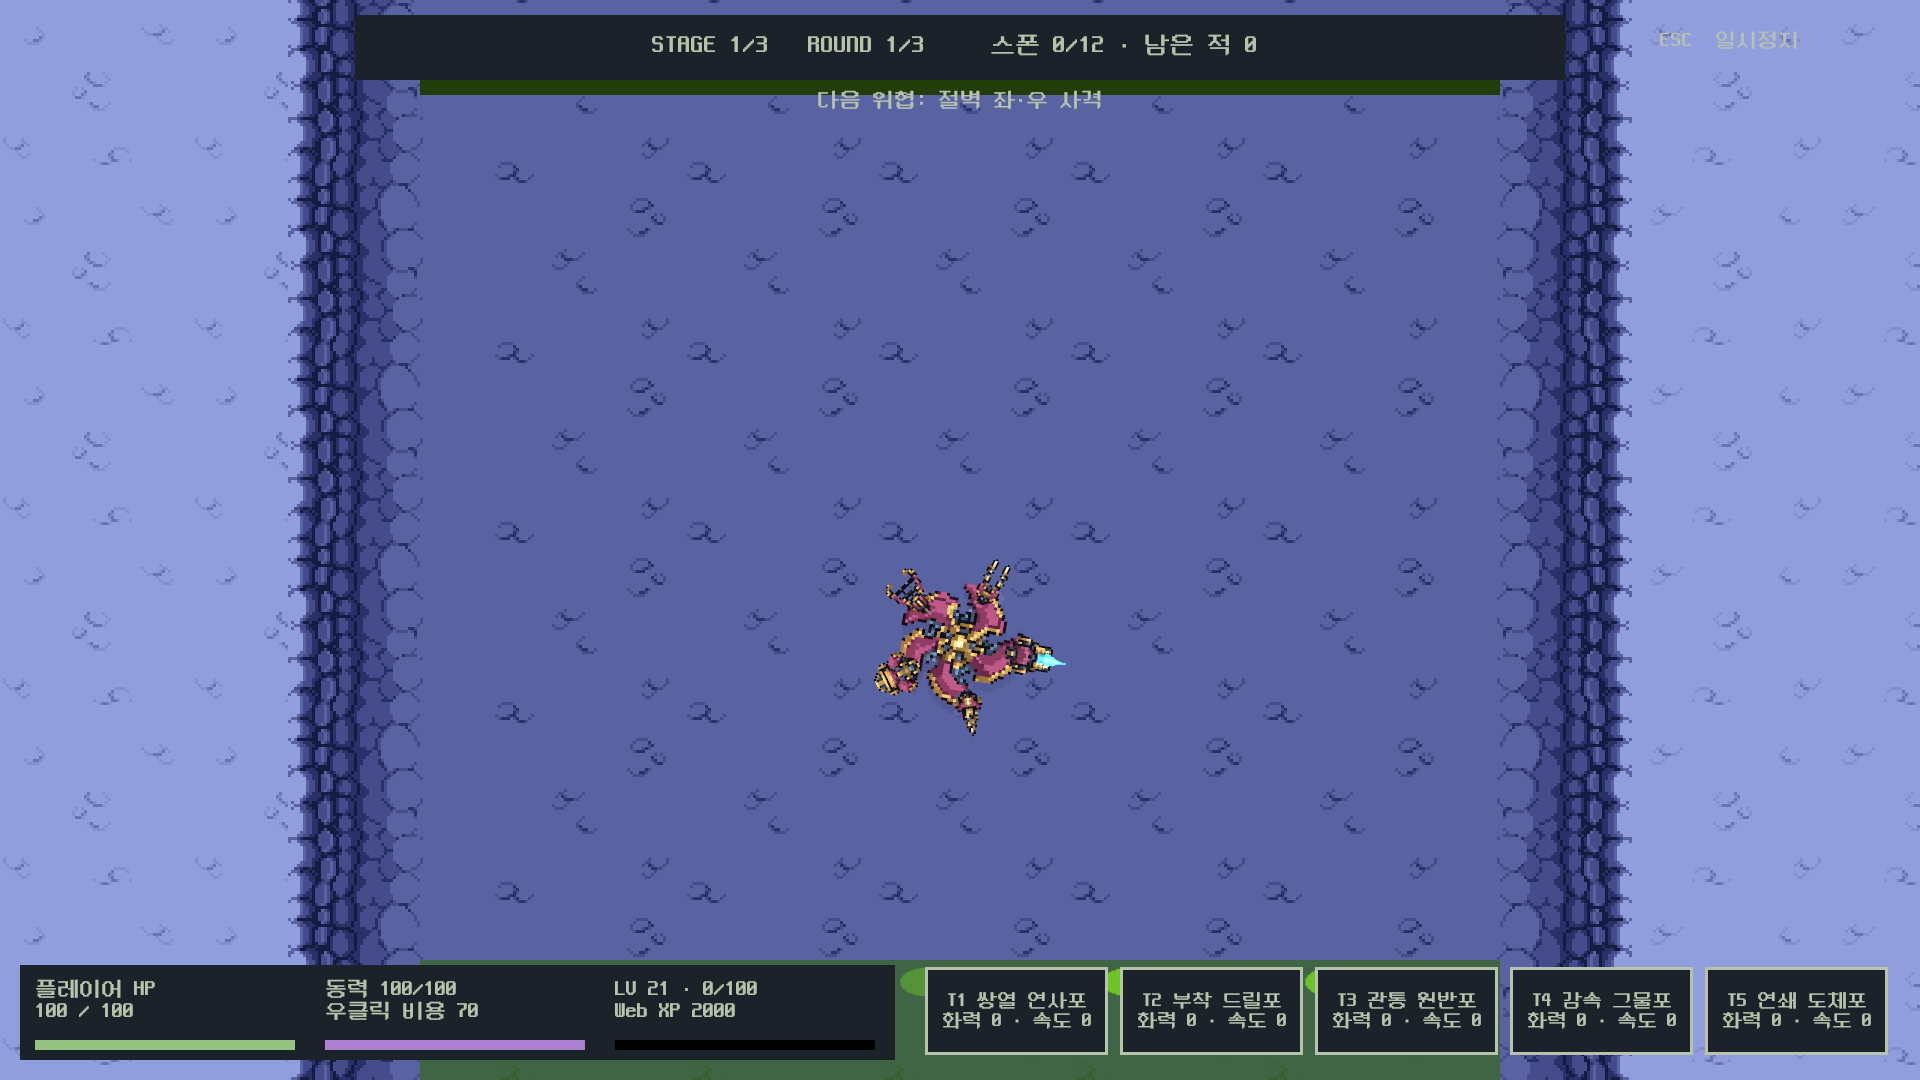 STAGE 1/3 ROUND 1/3 스폰 0/12 · 남은 적 0
ESC 일시정지
다음 위협: 절벽 좌·우 사격
플레이어 HP
100 / 100
동력 100/100
우클릭 비용 70
LV 21 · 0/100
Web XP 2000
T1 쌍열 연사포
화력 0 · 속도 0
T2 부착 드릴포
화력 0 · 속도 0
T3 관통 원반포
화력 0 · 속도 0
T4 감속 그물포
화력 0 · 속도 0
T5 연쇄 도체포
화력 0 · 속도 0